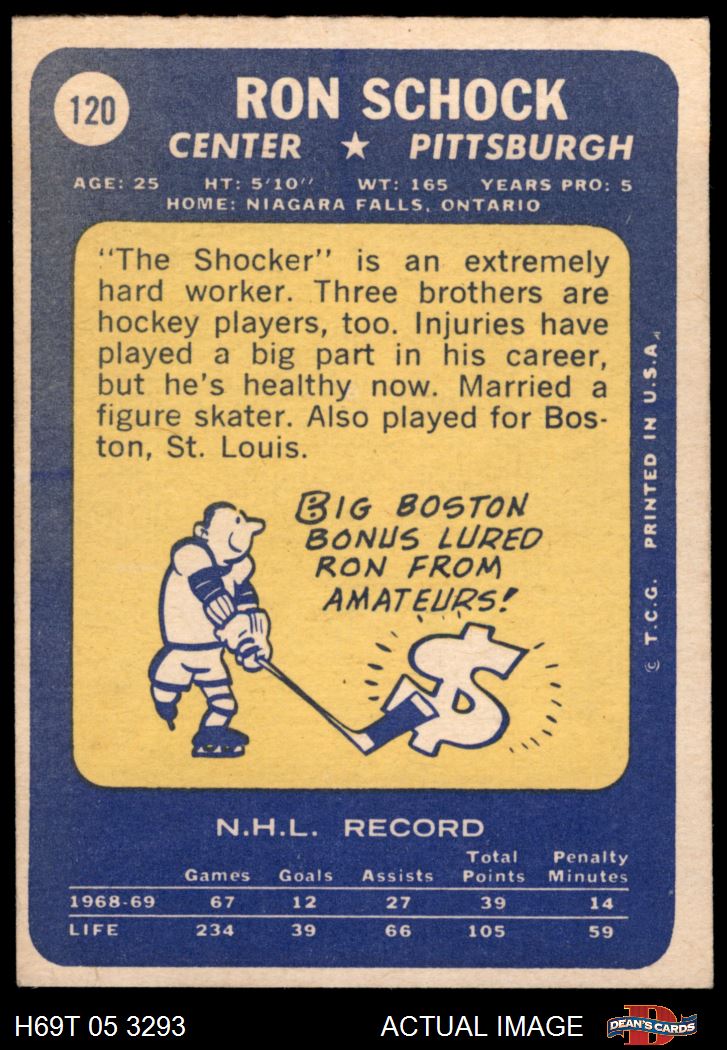 120
RON SCHOCK
CENTER ★ PITTSBURGH
AGE: 25 HT: 5'10" WT: 165 YEARS PRO: 5
HOME: NIAGARA FALLS, ONTARIO
"The Shocker" is an extremely
hard worker. Three brothers are
hockey players, too. Injuries have
played a big part in his career,
but he's healthy now. Married a
figure skater. Also played for Bos-
ton, St. Louis.
BIG BOSTON
BONUS LURED
RON FROM
AMATEURS!
$
© T.C.G. PRINTED IN U.S.A.
N.H.L. RECORD
Games Goals Assists Total Points Penalty Minutes
1968-69 67 12 27 39 14
LIFE 234 39 66 105 59
H69T 05 3293 ACTUAL IMAGE D DEAN'S CARDS